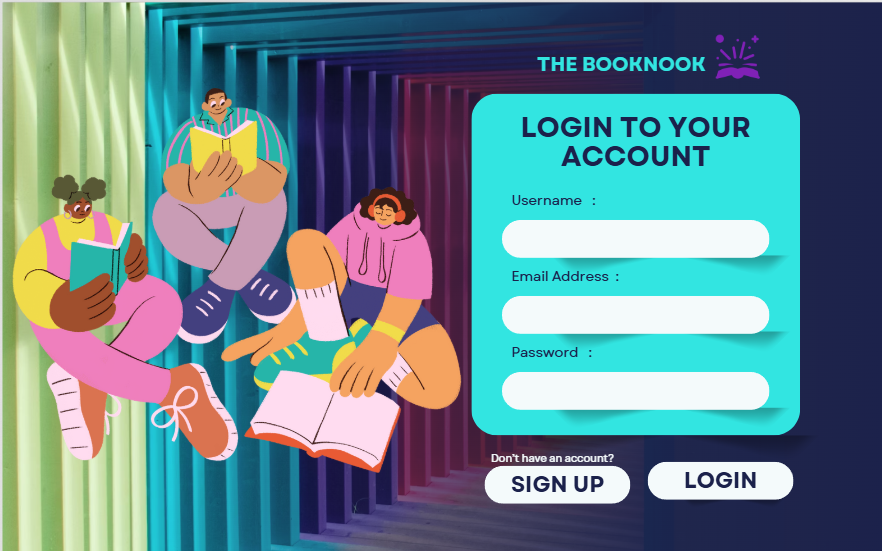 THE BOOKNOOK
LOGIN TO YOUR
ACCOUNT
Username :
Email Address :
Password :
Don't have an account?
SIGN UP
LOGIN